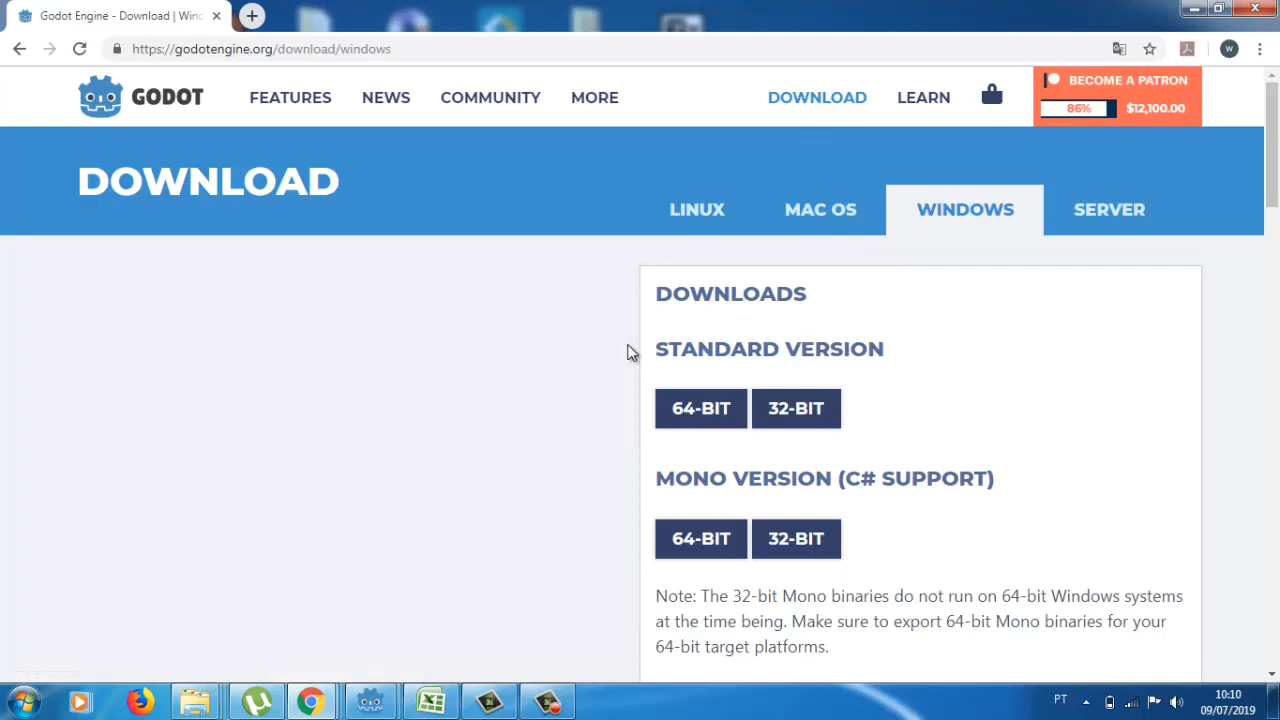 Godot Engine - Download | Winc
https://godotengine.org/download/windows
W
GODOT
FEATURES
NEWS
COMMUNITY
MORE
DOWNLOAD
LEARN
BECOME A PATRON
86%
$12,100.00
DOWNLOAD
LINUX
MAC OS
WINDOWS
SERVER
DOWNLOADS
STANDARD VERSION
64-BIT
32-BIT
MONO VERSION (C# SUPPORT)
64-BIT
32-BIT
Note: The 32-bit Mono binaries do not run on 64-bit Windows systems
at the time being. Make sure to export 64-bit Mono binaries for your
64-bit target platforms.
PT
10:10
09/07/2019